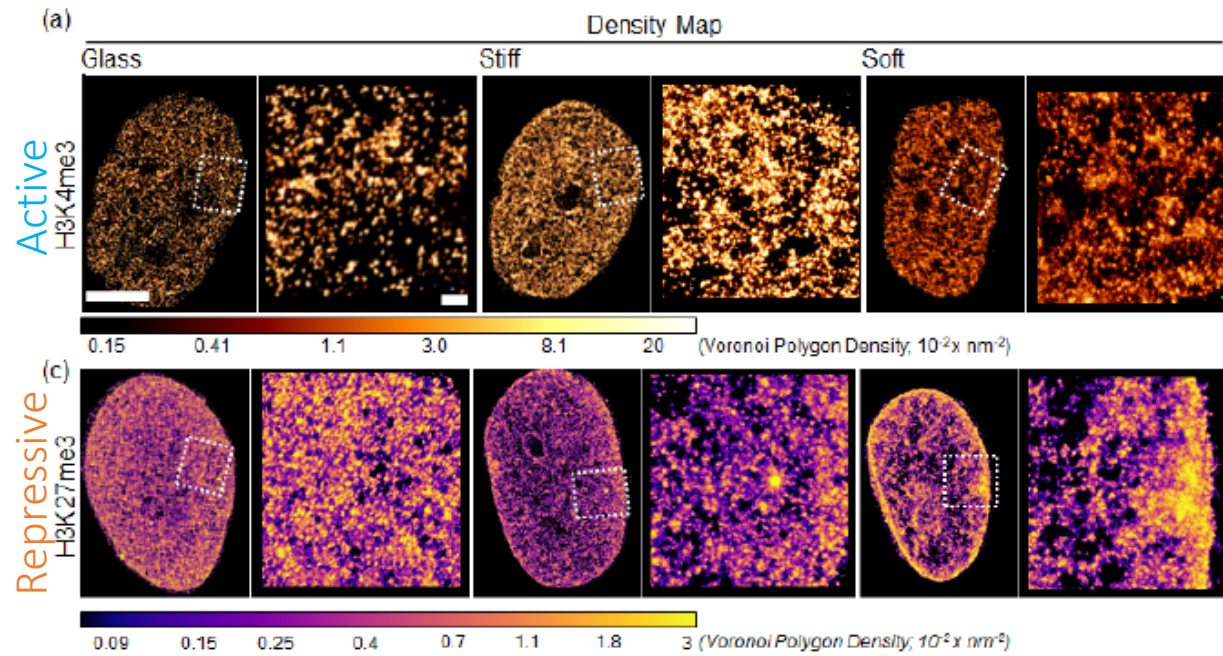 (a)
Density Map
Glass
Stiff
Soft
Active
H3K4me3
0.15 0.41 1.1 3.0 8.1 20 (Voronoi Polygon Density; 10-2 x nm-2)
(c)
Repressive
H3K27me3
0.09 0.15 0.25 0.4 0.7 1.1 1.8 3 (Voronoi Polygon Density; 10-2 x nm-2)